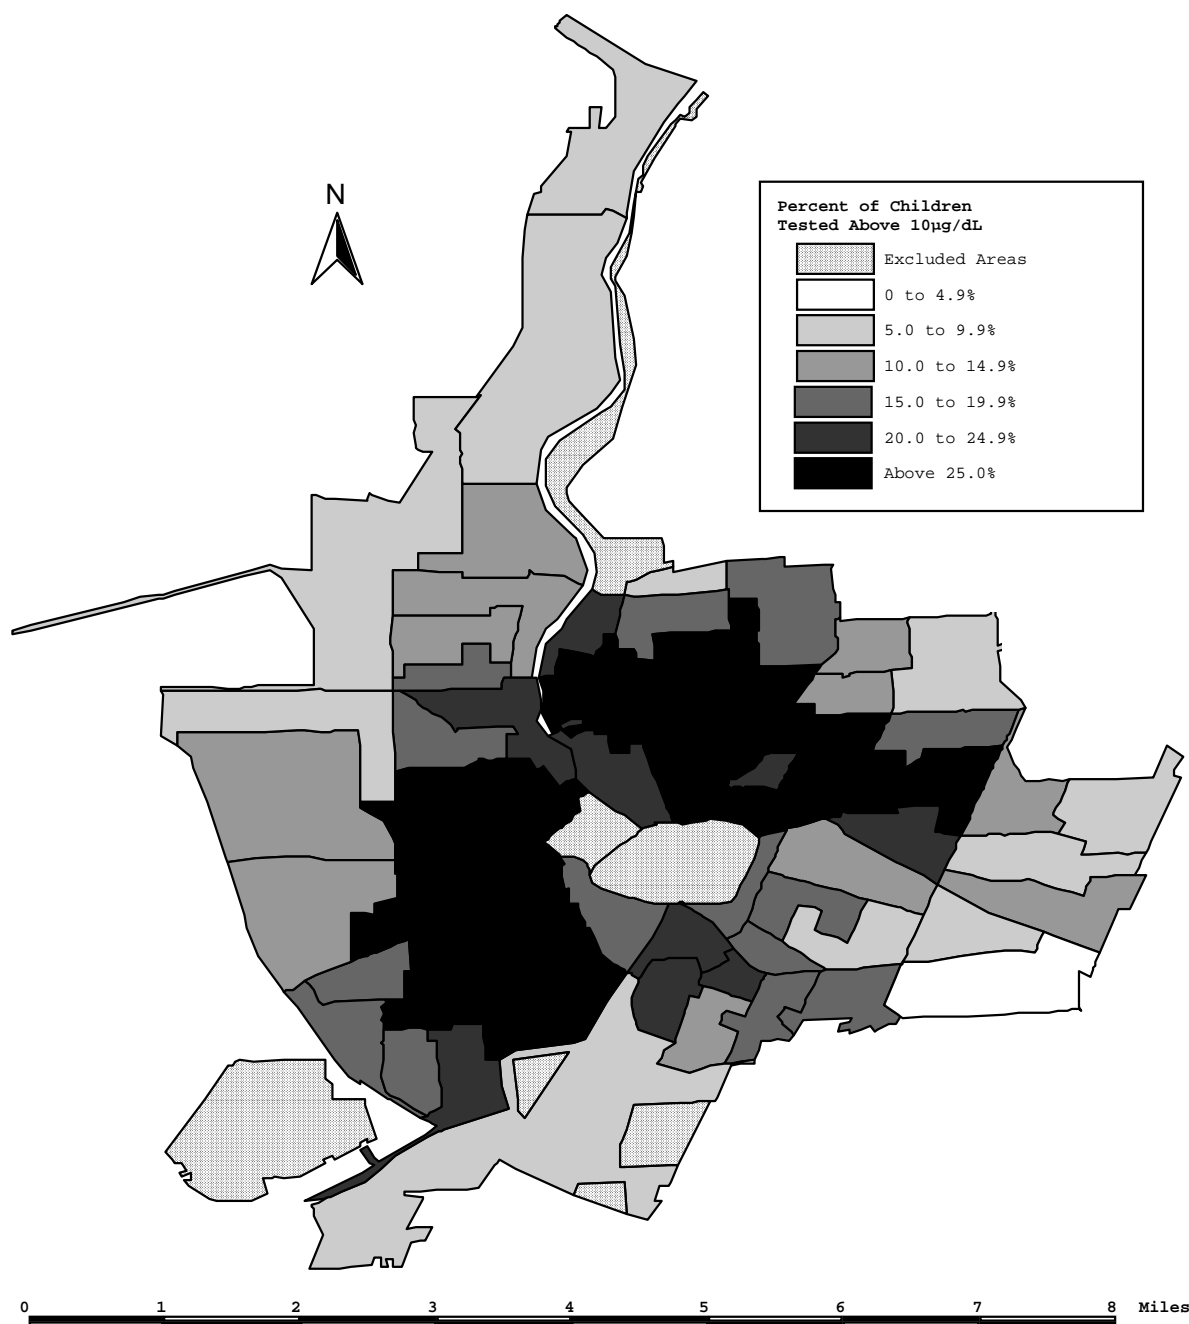 N
Percent of Children
Tested Above 10µg/dL
Excluded Areas
0 to 4.9%
5.0 to 9.9%
10.0 to 14.9%
15.0 to 19.9%
20.0 to 24.9%
Above 25.0%
0 1 2 3 4 5 6 7 8 Miles